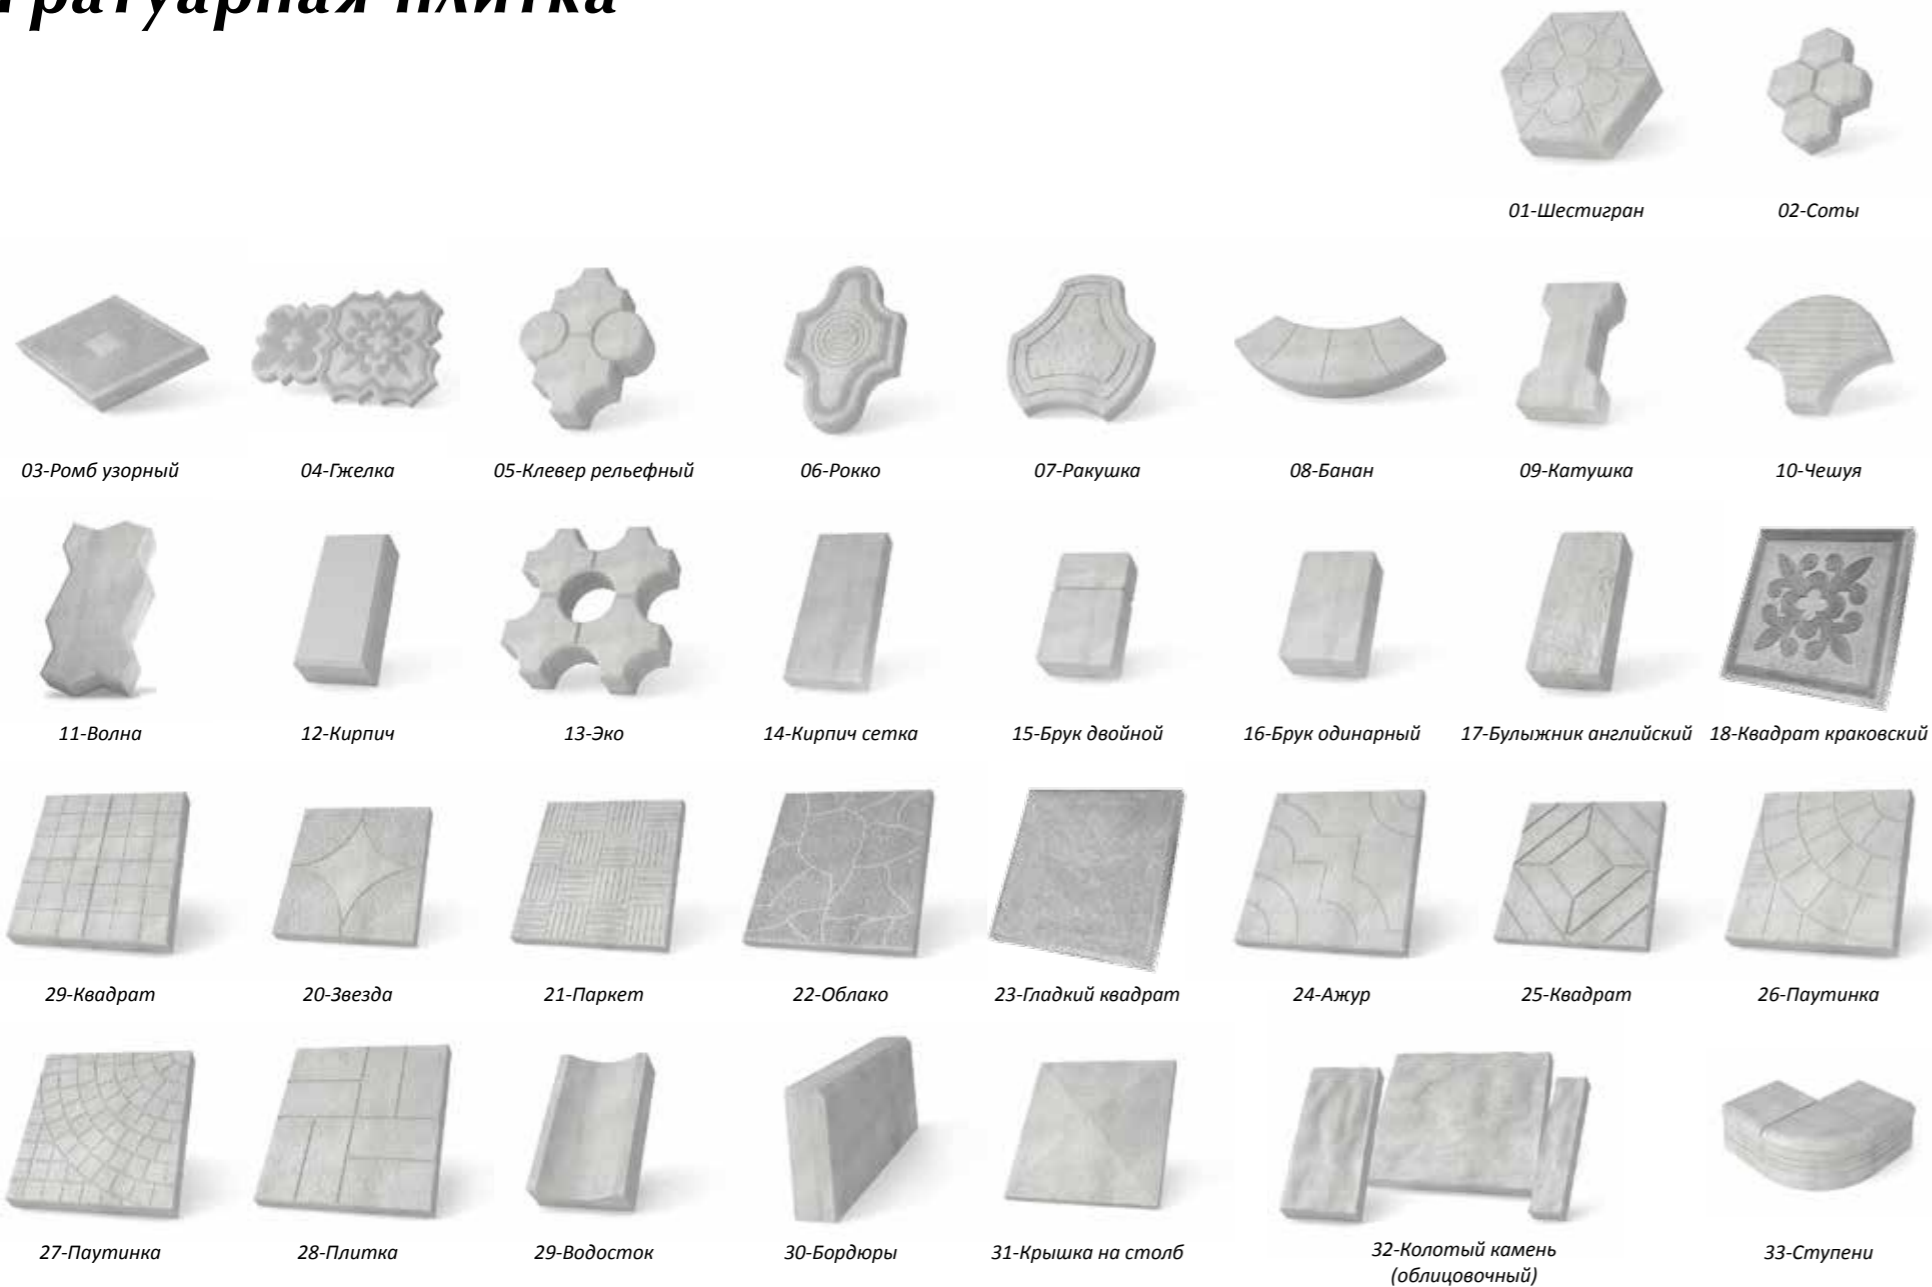 тротуарная плитка
01-Шестигран
02-Соты
03-Ромб узорный
04-Гжелка
05-Клевер рельефный
06-Рокко
07-Ракушка
08-Банан
09-Катушка
10-Чешуя
11-Волна
12-Кирпич
13-Эко
14-Кирпич сетка
15-Брук двойной
16-Брук одинарный
17-Булыжник английский
18-Квадрат краковский
29-Квадрат
20-Звезда
21-Паркет
22-Облако
23-Гладкий квадрат
24-Ажур
25-Квадрат
26-Паутинка
27-Паутинка
28-Плитка
29-Водосток
30-Бордюры
31-Крышка на столб
32-Колотый камень
(облицовочный)
33-Ступени